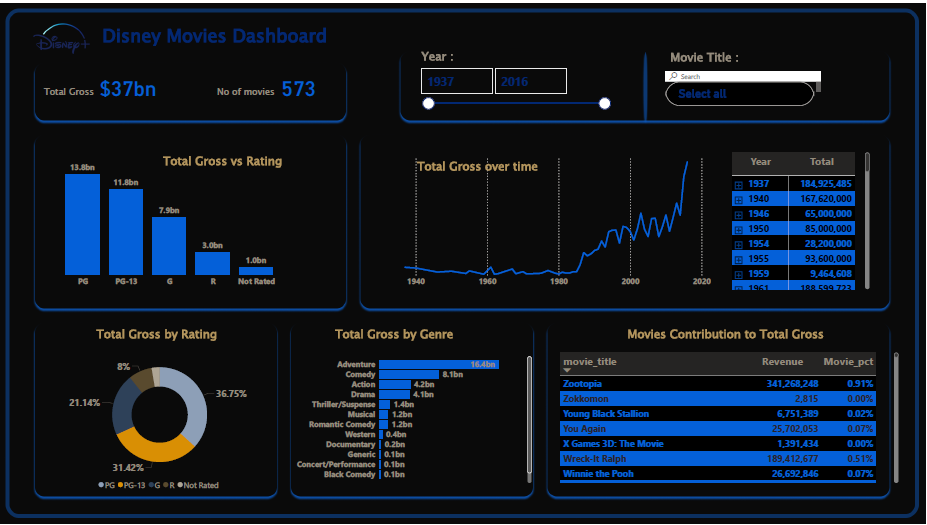 Disney+
Disney Movies Dashboard
Total Gross $37bn
No of movies 573
Year :
1937 2016
Movie Title :
Search
Select all
Total Gross vs Rating
13.8bn
11.8bn
7.9bn
3.0bn
1.0bn
PG PG-13 G R Not Rated
Total Gross over time
1940 1960 1980 2000 2020
Year Total
1937 184,925,485
1940 167,620,000
1946 65,000,000
1950 85,000,000
1954 28,200,000
1955 93,600,000
1959 9,464,608
1961 188,599,723
Total Gross by Rating
8%
36.75%
21.14%
31.42%
PG PG-13 G R Not Rated
Total Gross by Genre
Adventure 16.4bn
Comedy 8.1bn
Action 4.2bn
Drama 4.1bn
Thriller/Suspense 1.4bn
Musical 1.2bn
Romantic Comedy 1.2bn
Western 0.4bn
Documentary 0.2bn
Generic 0.1bn
Concert/Performance 0.1bn
Black Comedy 0.1bn
Movies Contribution to Total Gross
movie_title Revenue Movie_pct
Zootopia 341,268,248 0.91%
Zokkomon 2,815 0.00%
Young Black Stallion 6,751,389 0.02%
You Again 25,702,053 0.07%
X Games 3D: The Movie 1,391,434 0.00%
Wreck-It Ralph 189,412,677 0.51%
Winnie the Pooh 26,692,846 0.07%